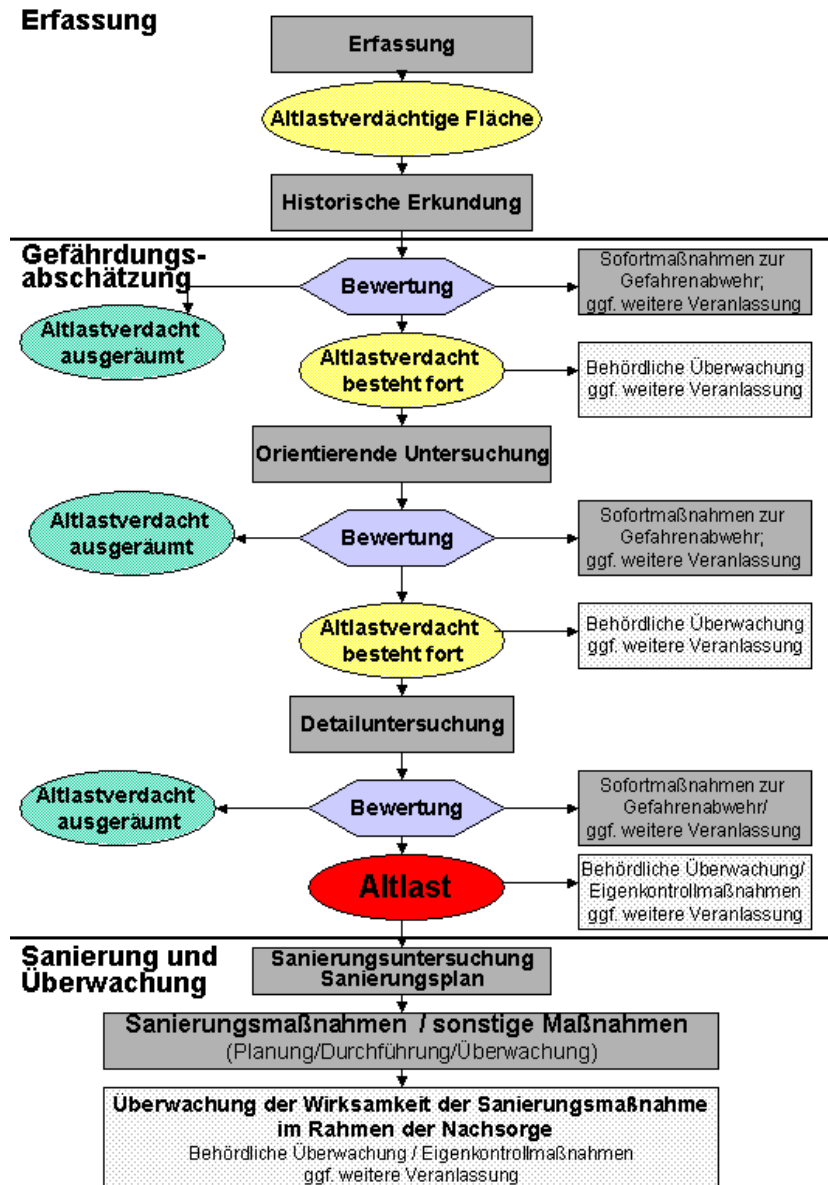 Erfassung
Erfassung
Altlastverdächtige Fläche
Historische Erkundung
Gefährdungs-
abschätzung
Bewertung
Sofortmaßnahmen zur
Gefahrenabwehr;
ggf. weitere Veranlassung
Altlastverdacht
ausgeräumt
Altlastverdacht
besteht fort
Behördliche Überwachung
ggf. weitere Veranlassung
Orientierende Untersuchung
Altlastverdacht
ausgeräumt
Bewertung
Sofortmaßnahmen zur
Gefahrenabwehr;
ggf. weitere Veranlassung
Altlastverdacht
besteht fort
Behördliche Überwachung
ggf. weitere Veranlassung
Detailuntersuchung
Altlastverdacht
ausgeräumt
Bewertung
Sofortmaßnahmen zur
Gefahrenabwehr/
ggf. weitere Veranlassung
Altlast
Behördliche Überwachung/
Eigenkontrollmaßnahmen
ggf. weitere Veranlassung
Sanierung und
Überwachung
Sanierungsuntersuchung
Sanierungsplan
Sanierungsmaßnahmen / sonstige Maßnahmen
(Planung/Durchführung/Überwachung)
Überwachung der Wirksamkeit der Sanierungsmaßnahme
im Rahmen der Nachsorge
Behördliche Überwachung / Eigenkontrollmaßnahmen
ggf. weitere Veranlassung